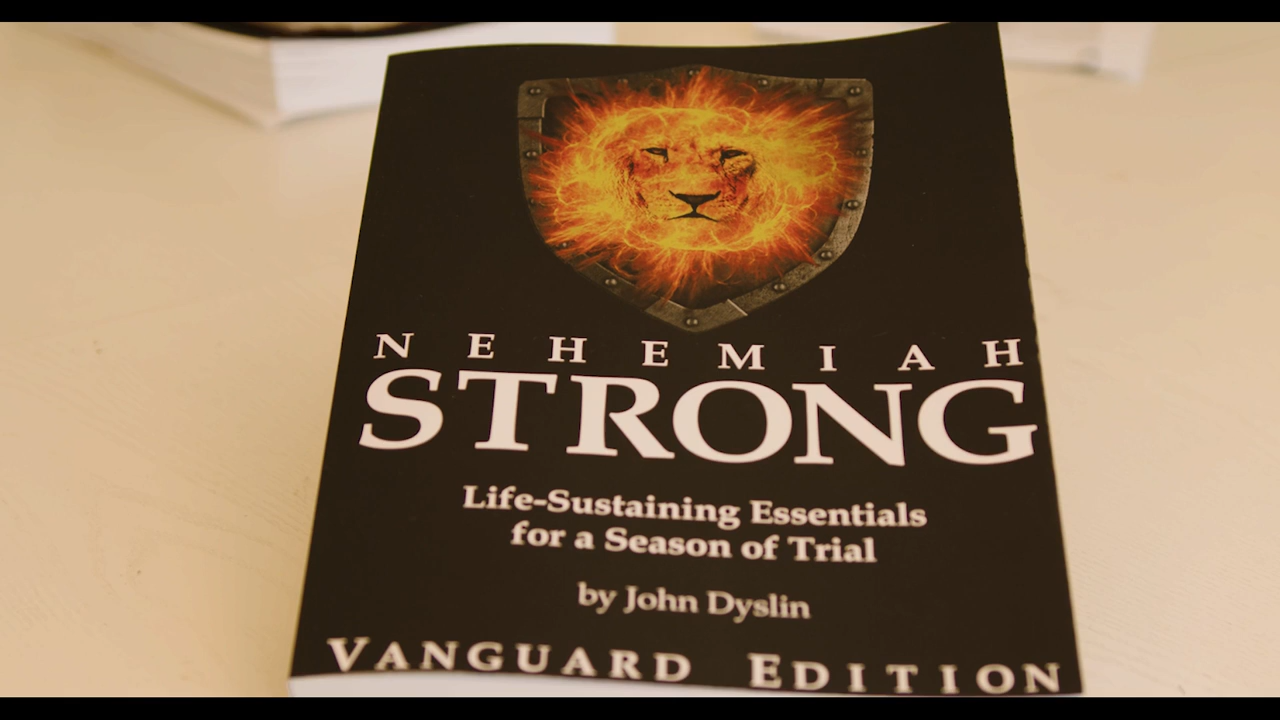 NEHEMIAH
STRONG
Life-Sustaining Essentials
for a Season of Trial
by John Dyslin
VANGUARD EDITION